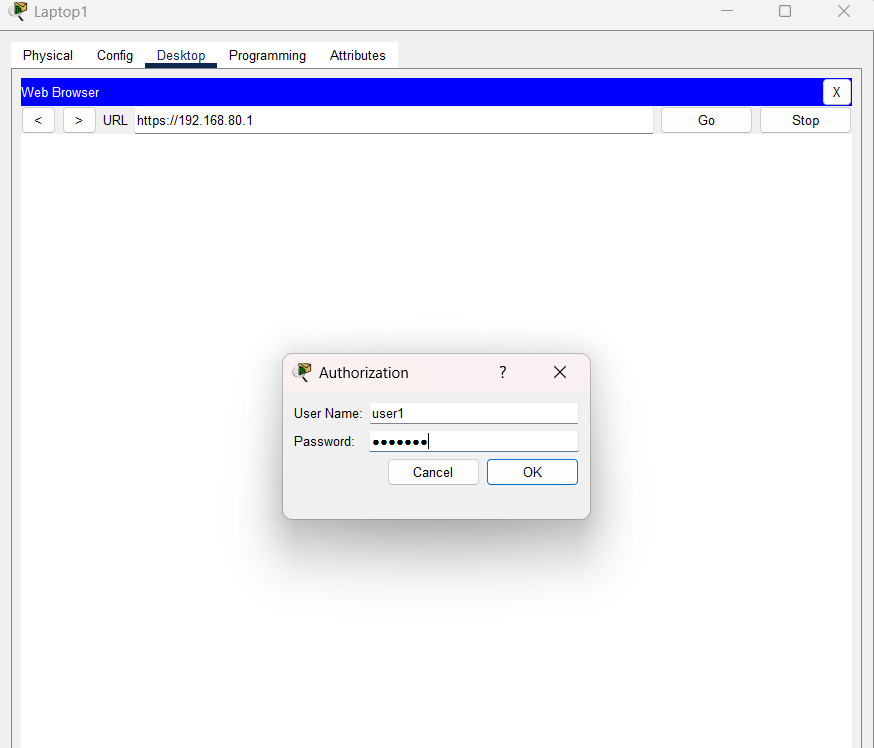 Laptop1
Physical Config Desktop Programming Attributes
Web Browser X
< > URL https://192.168.80.1 Go Stop
Authorization ?
User Name: user1
Password: ●●●●●●●
Cancel OK